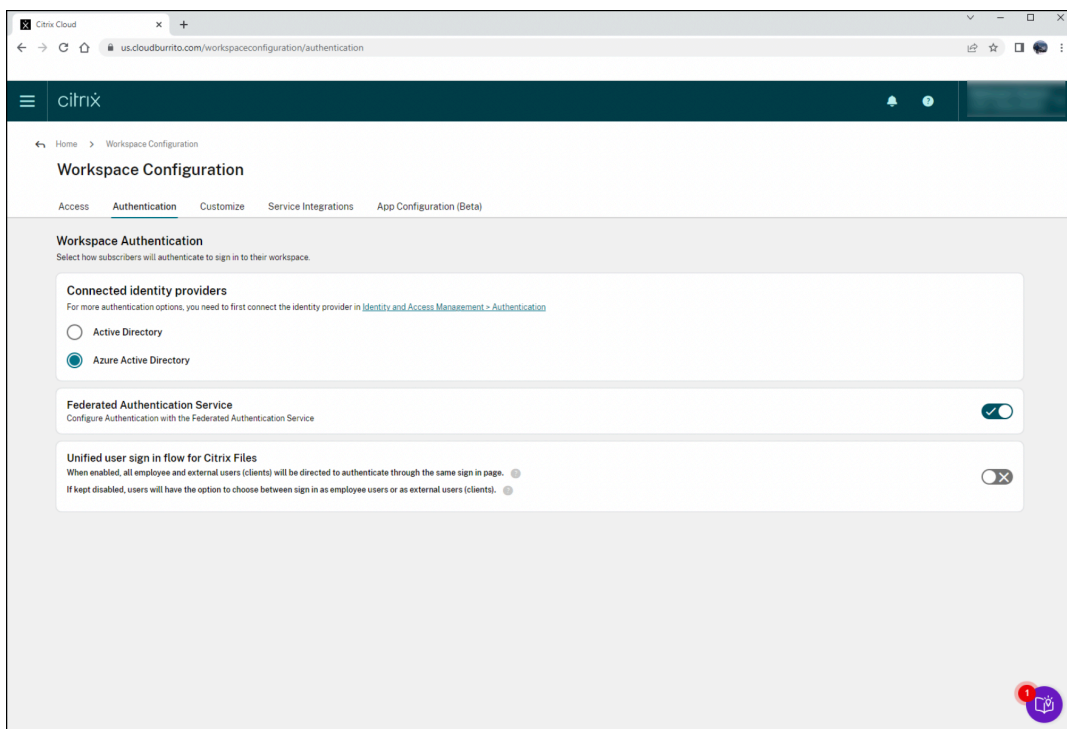 Citrix Cloud
us.cloudburrito.com/workspaceconfiguration/authentication
citrix
Home > Workspace Configuration
Workspace Configuration
Access Authentication Customize Service Integrations App Configuration (Beta)
Workspace Authentication
Select how subscribers will authenticate to sign in to their workspace.
Connected identity providers
For more authentication options, you need to first connect the identity provider in Identity and Access Management > Authentication
Active Directory
Azure Active Directory
Federated Authentication Service
Configure Authentication with the Federated Authentication Service
Unified user sign in flow for Citrix Files
When enabled, all employee and external users (clients) will be directed to authenticate through the same sign in page. ?
If kept disabled, users will have the option to choose between sign in as employee users or as external users (clients). ?
1